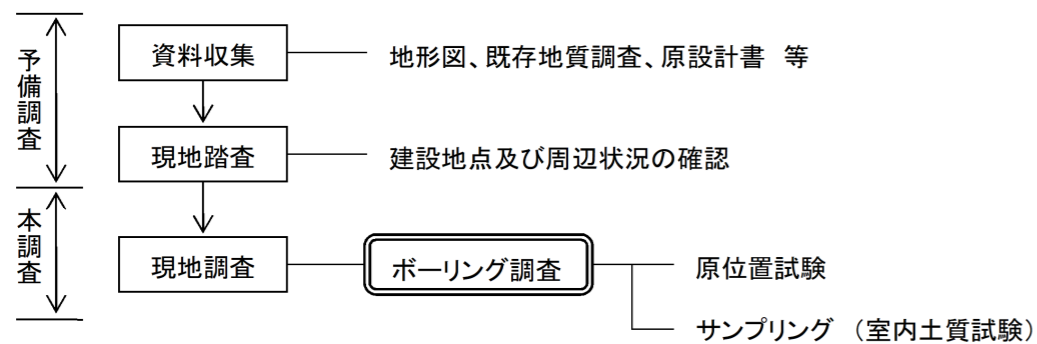 予備調査
資料収集
地形図、既存地質調査、原設計書　等
現地踏査
建設地点及び周辺状況の確認
本調査
現地調査
ボーリング調査
原位置試験
サンプリング　（室内土質試験）